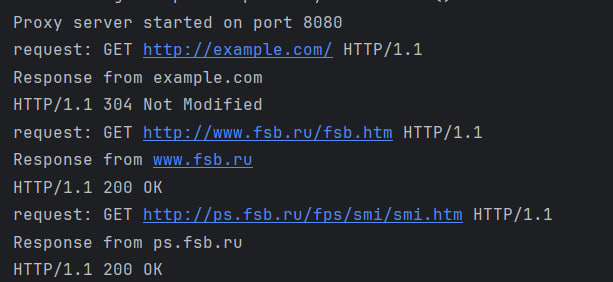 Proxy server started on port 8080
request: GET http://example.com/ HTTP/1.1
Response from example.com
HTTP/1.1 304 Not Modified
request: GET http://www.fsb.ru/fsb.htm HTTP/1.1
Response from www.fsb.ru
HTTP/1.1 200 OK
request: GET http://ps.fsb.ru/fps/smi/smi.htm HTTP/1.1
Response from ps.fsb.ru
HTTP/1.1 200 OK